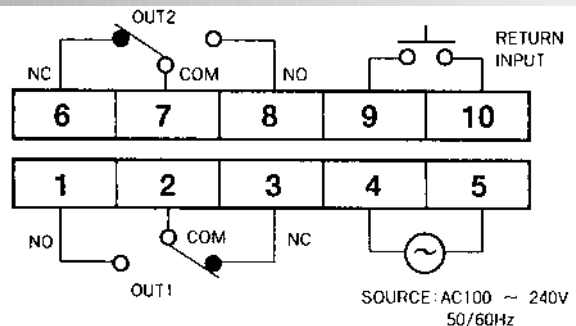 OUT2
RETURN
INPUT
NC COM NO
6 7 8 9 10
1 2 3 4 5
NO COM NC
OUT1
SOURCE:AC100 ~ 240V
50/60Hz